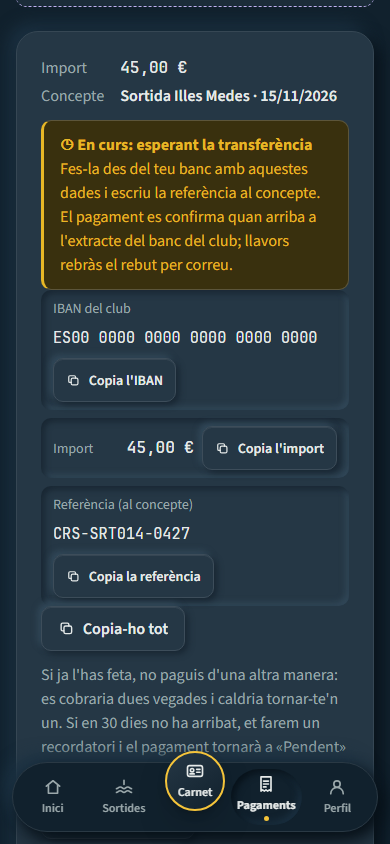 Import 45,00 €
Concepte Sortida Illes Medes · 15/11/2026
En curs: esperant la transferència
Fes-la des del teu banc amb aquestes
dades i escriu la referència al concepte.
El pagament es confirma quan arriba a
l'extracte del banc del club; llavors
rebràs el rebut per correu.
IBAN del club
ES00 0000 0000 0000 0000 0000
Copia l'IBAN
Import 45,00 € Copia l'import
Referència (al concepte)
CRS-SRT014-0427
Copia la referència
Copia-ho tot
Si ja l'has feta, no paguis d'una altra manera:
es cobraria dues vegades i caldria tornar-te'n
un. Si en 30 dies no ha arribat, et farem un
recordatori i el pagament tornarà a «Pendent»
Inici Sortides Carnet Pagaments Perfil